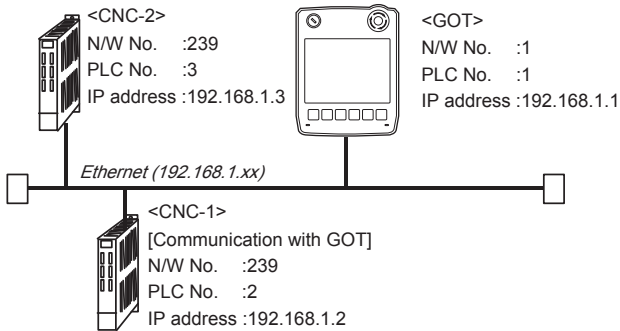 <CNC-2>
N/W No. :239
PLC No. :3
IP address :192.168.1.3
<GOT>
N/W No. :1
PLC No. :1
IP address :192.168.1.1
Ethernet (192.168.1.xx)
<CNC-1>
[Communication with GOT]
N/W No. :239
PLC No. :2
IP address :192.168.1.2